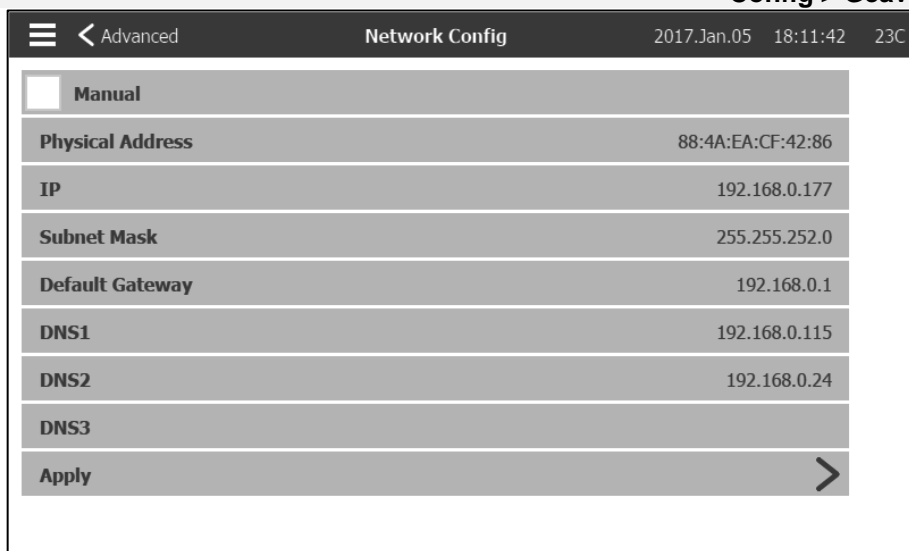 Advanced Network Config 2017.Jan.05 18:11:42 23C
Manual
Physical Address 88:4A:EA:CF:42:86
IP 192.168.0.177
Subnet Mask 255.255.252.0
Default Gateway 192.168.0.1
DNS1 192.168.0.115
DNS2 192.168.0.24
DNS3
Apply